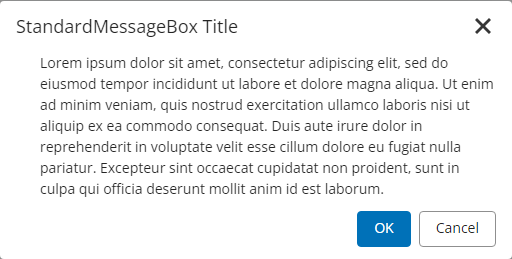 StandardMessageBox Title
Lorem ipsum dolor sit amet, consectetur adipiscing elit, sed do
eiusmod tempor incididunt ut labore et dolore magna aliqua. Ut enim
ad minim veniam, quis nostrud exercitation ullamco laboris nisi ut
aliquip ex ea commodo consequat. Duis aute irure dolor in
reprehenderit in voluptate velit esse cillum dolore eu fugiat nulla
pariatur. Excepteur sint occaecat cupidatat non proident, sunt in
culpa qui officia deserunt mollit anim id est laborum.
OK Cancel